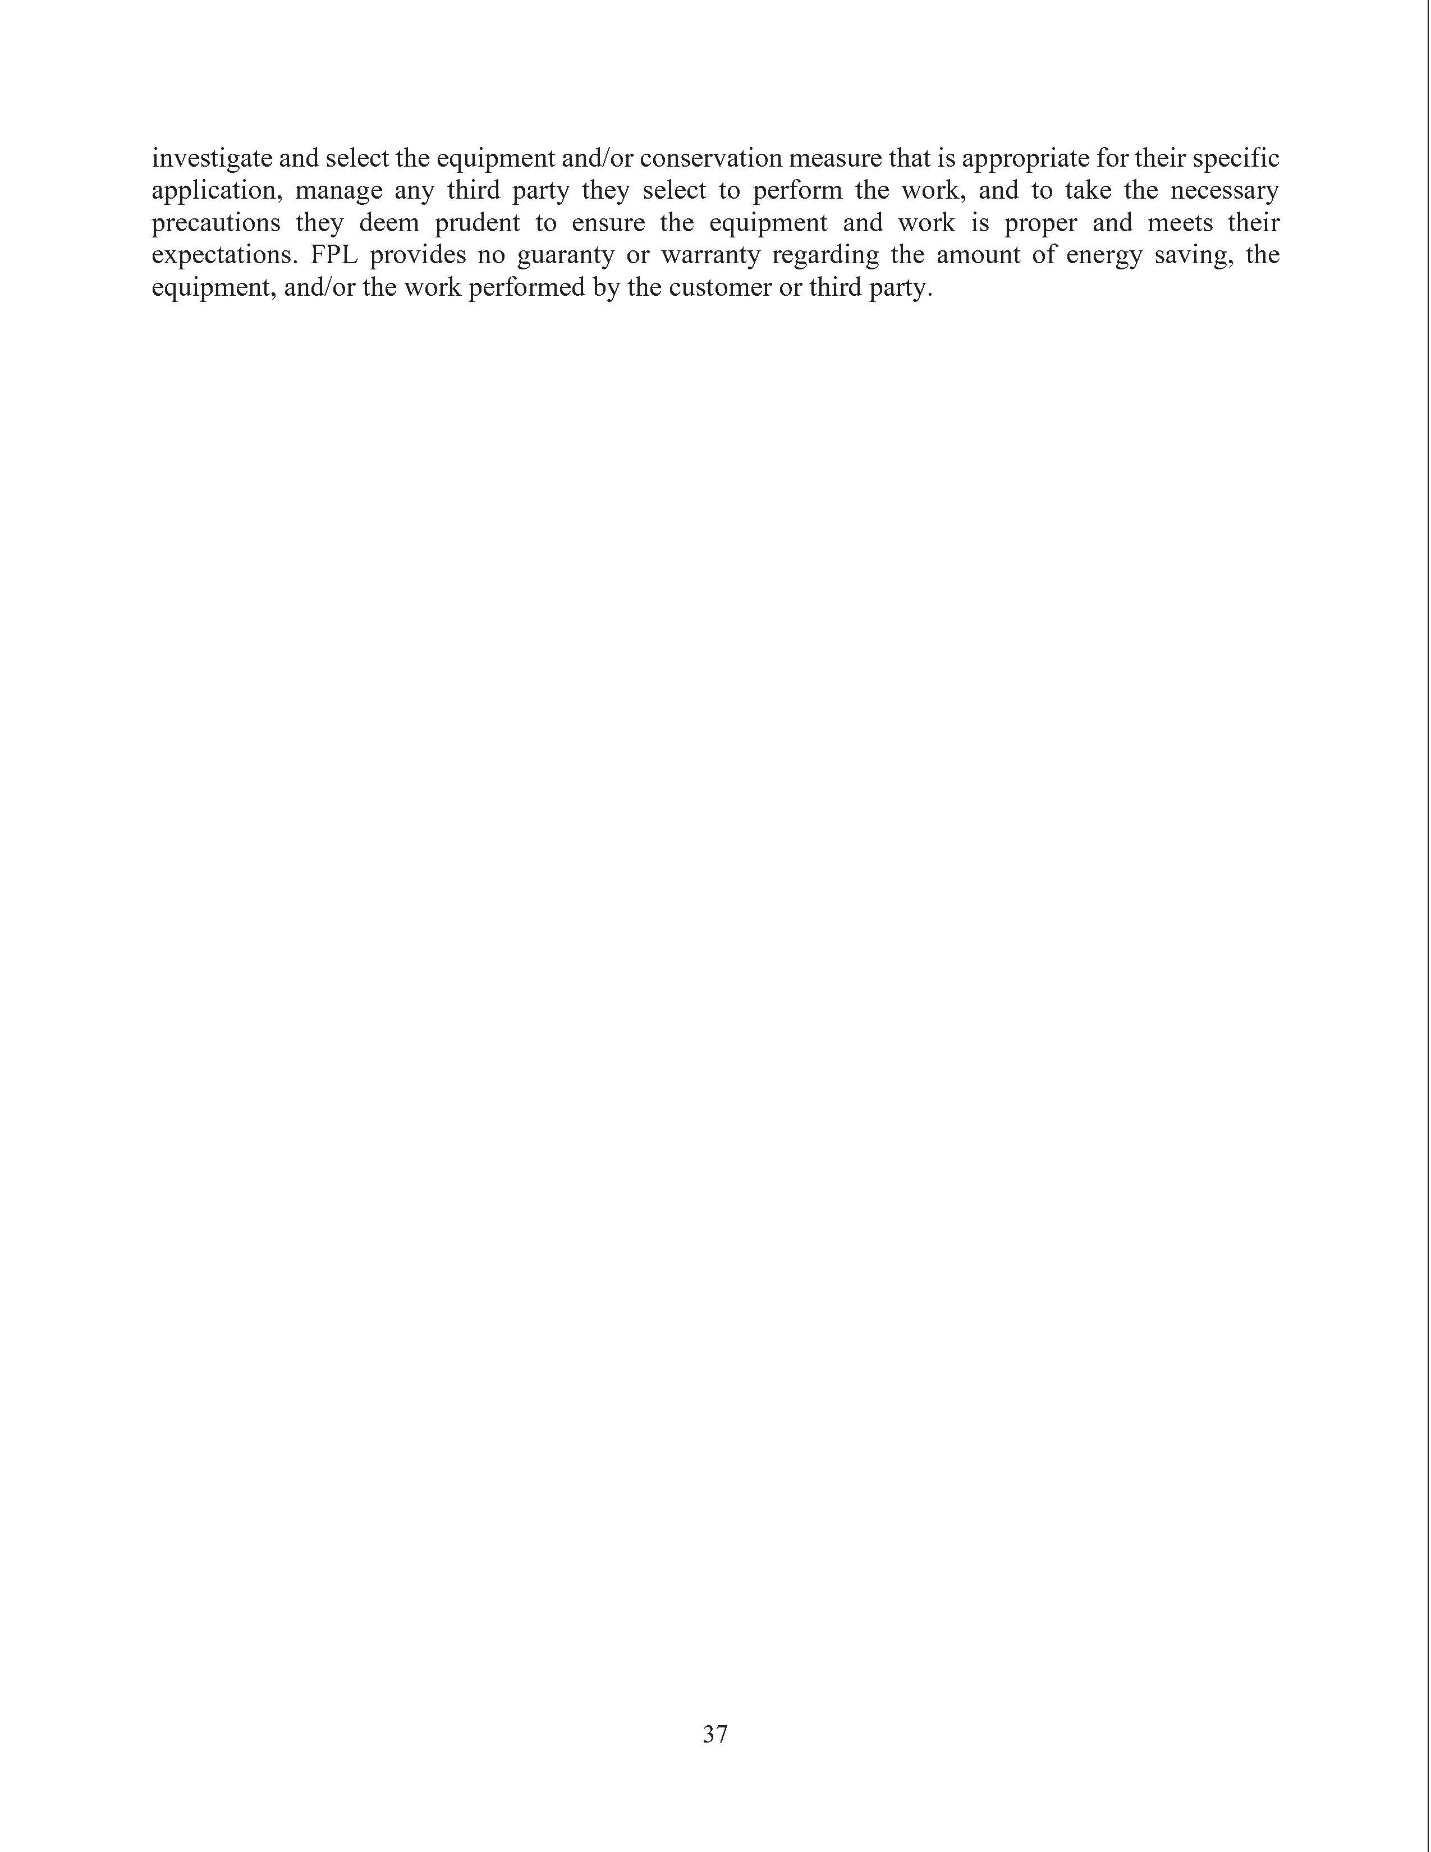 investigate and select the equipment and/or conservation measure that is appropriate for their specific
application, manage any third party they select to perform the work, and to take the necessary
precautions they deem prudent to ensure the equipment and work is proper and meets their
expectations. FPL provides no guaranty or warranty regarding the amount of energy saving, the
equipment, and/or the work performed by the customer or third party.
37